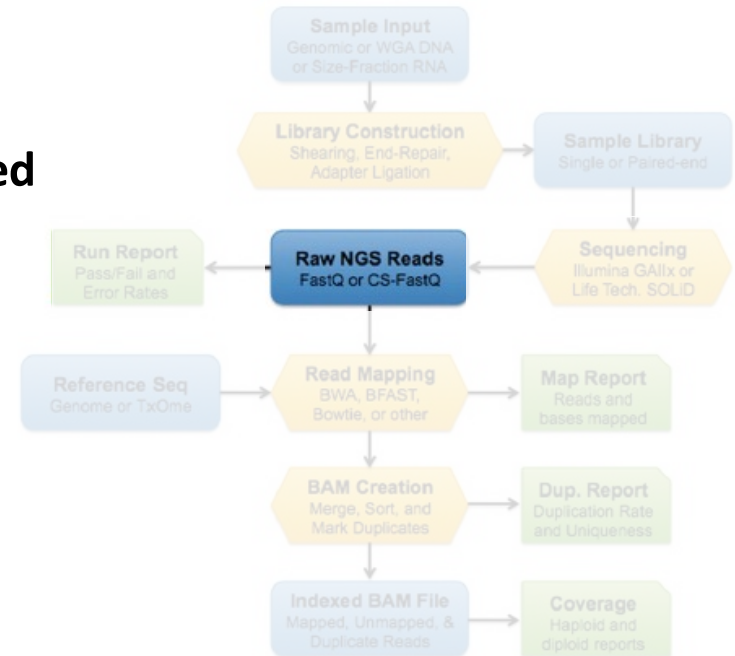 Sample Input
Genomic or WGA DNA
or Size-Fraction RNA
Library Construction
Shearing, End-Repair,
Adapter Ligation
Sample Library
Single or Paired-end
ed
Run Report
Pass/Fail and
Error Rates
Raw NGS Reads
FastQ or CS-FastQ
Sequencing
Illumina GAIIx or
Life Tech. SOLiD
Reference Seq
Genome or TxOme
Read Mapping
BWA, BFAST,
Bowtie, or other
Map Report
Reads and
bases mapped
BAM Creation
Merge, Sort, and
Mark Duplicates
Dup. Report
Duplication Rate
and Uniqueness
Indexed BAM File
Mapped, Unmapped, &
Duplicate Reads
Coverage
Haploid and
diploid reports